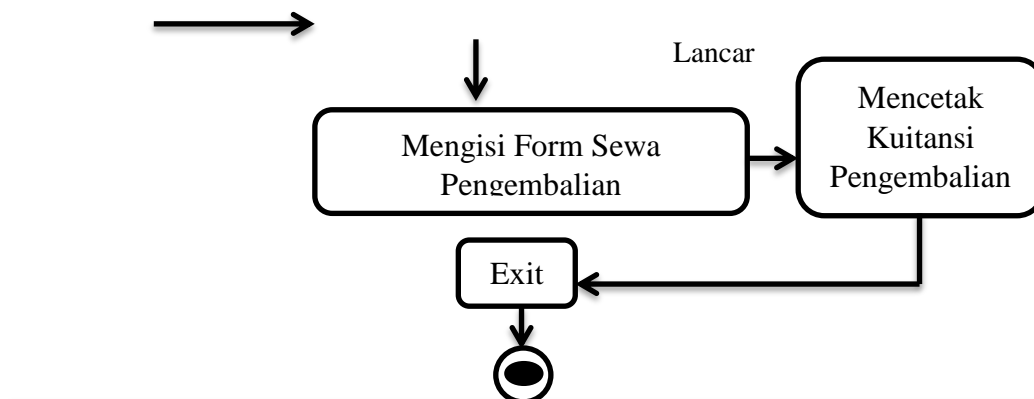 Lancar
Mengisi Form Sewa
Pengembalian
Mencetak
Kuitansi
Pengembalian
Exit